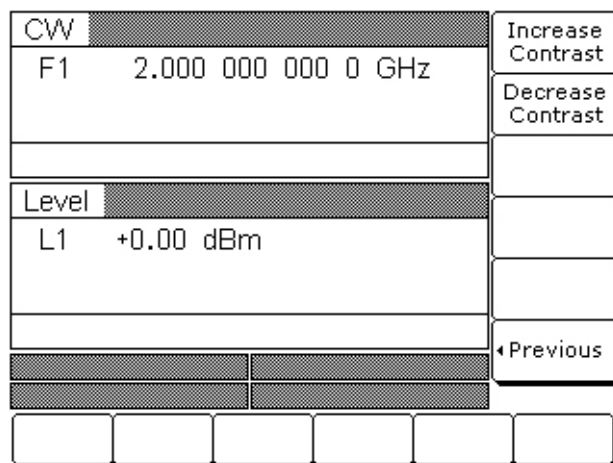 CW
F1 2.000 000 000 0 GHz
Level
L1 +0.00 dBm
Increase
Contrast
Decrease
Contrast
Previous